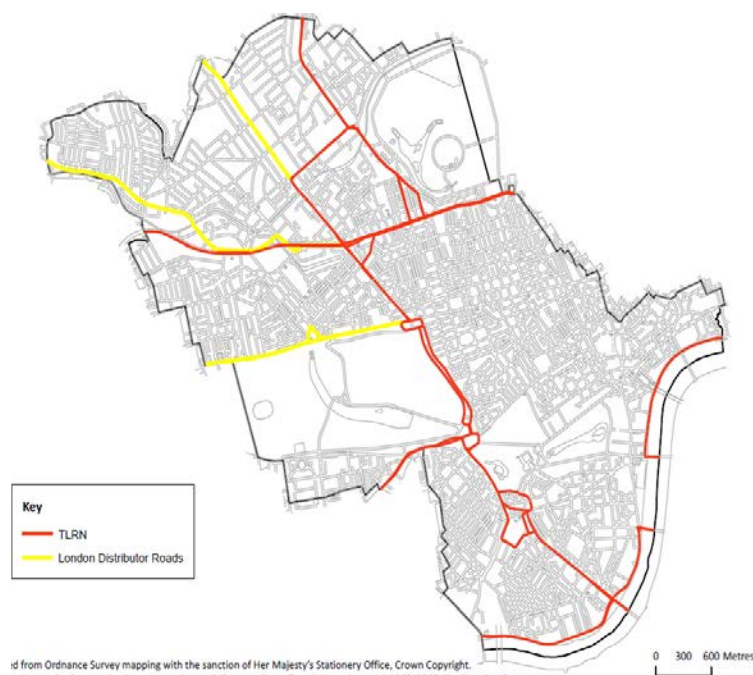 Key
TLRN
London Distributor Roads
ed from Ordnance Survey mapping with the sanction of Her Majesty's Stationery Office, Crown Copyright.
0 300 600 Metres